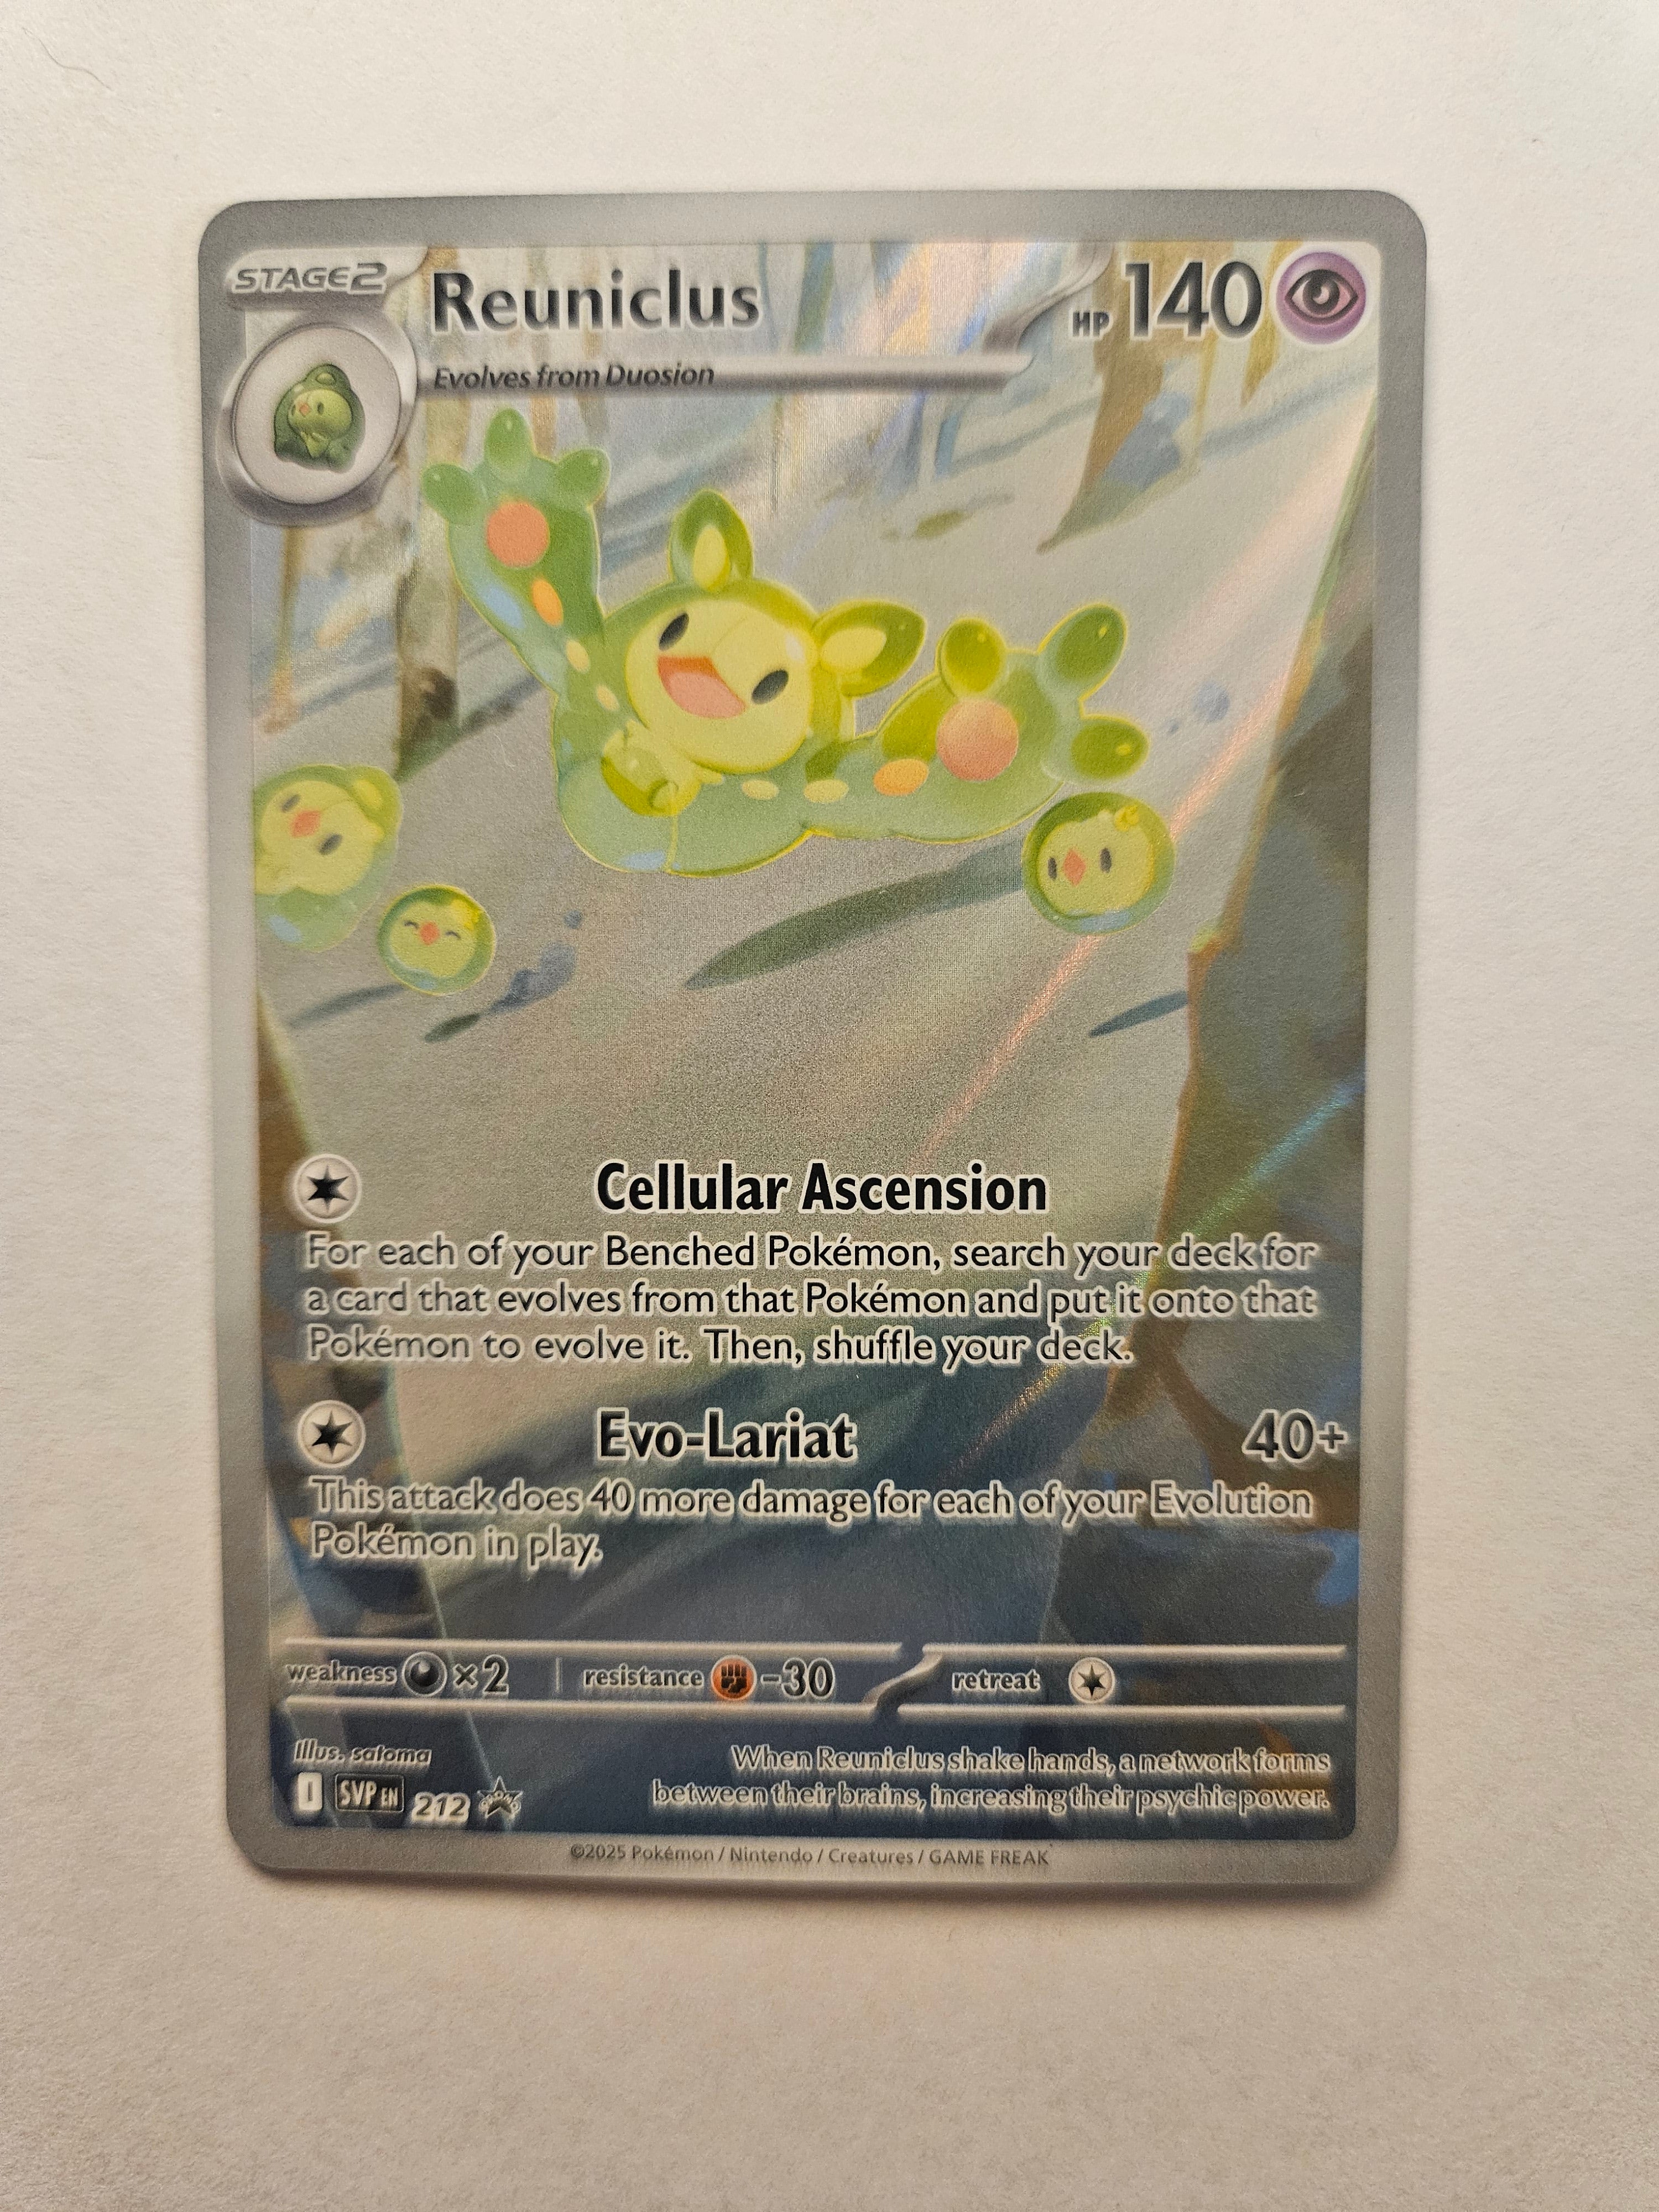 STAGE2
Reuniclus
HP 140
Evolves from Duosion
Cellular Ascension
For each of your Benched Pokémon, search your deck for
a card that evolves from that Pokémon and put it onto that
Pokémon to evolve it. Then, shuffle your deck.
Evo-Lariat 40+
This attack does 40 more damage for each of your Evolution
Pokémon in play.
weakness ×2 resistance -30 retreat
Illus. saloma
I SVP EN 212
When Reuniclus shake hands, a network forms
between their brains, increasing their psychic power.
©2025 Pokémon / Nintendo / Creatures / GAME FREAK